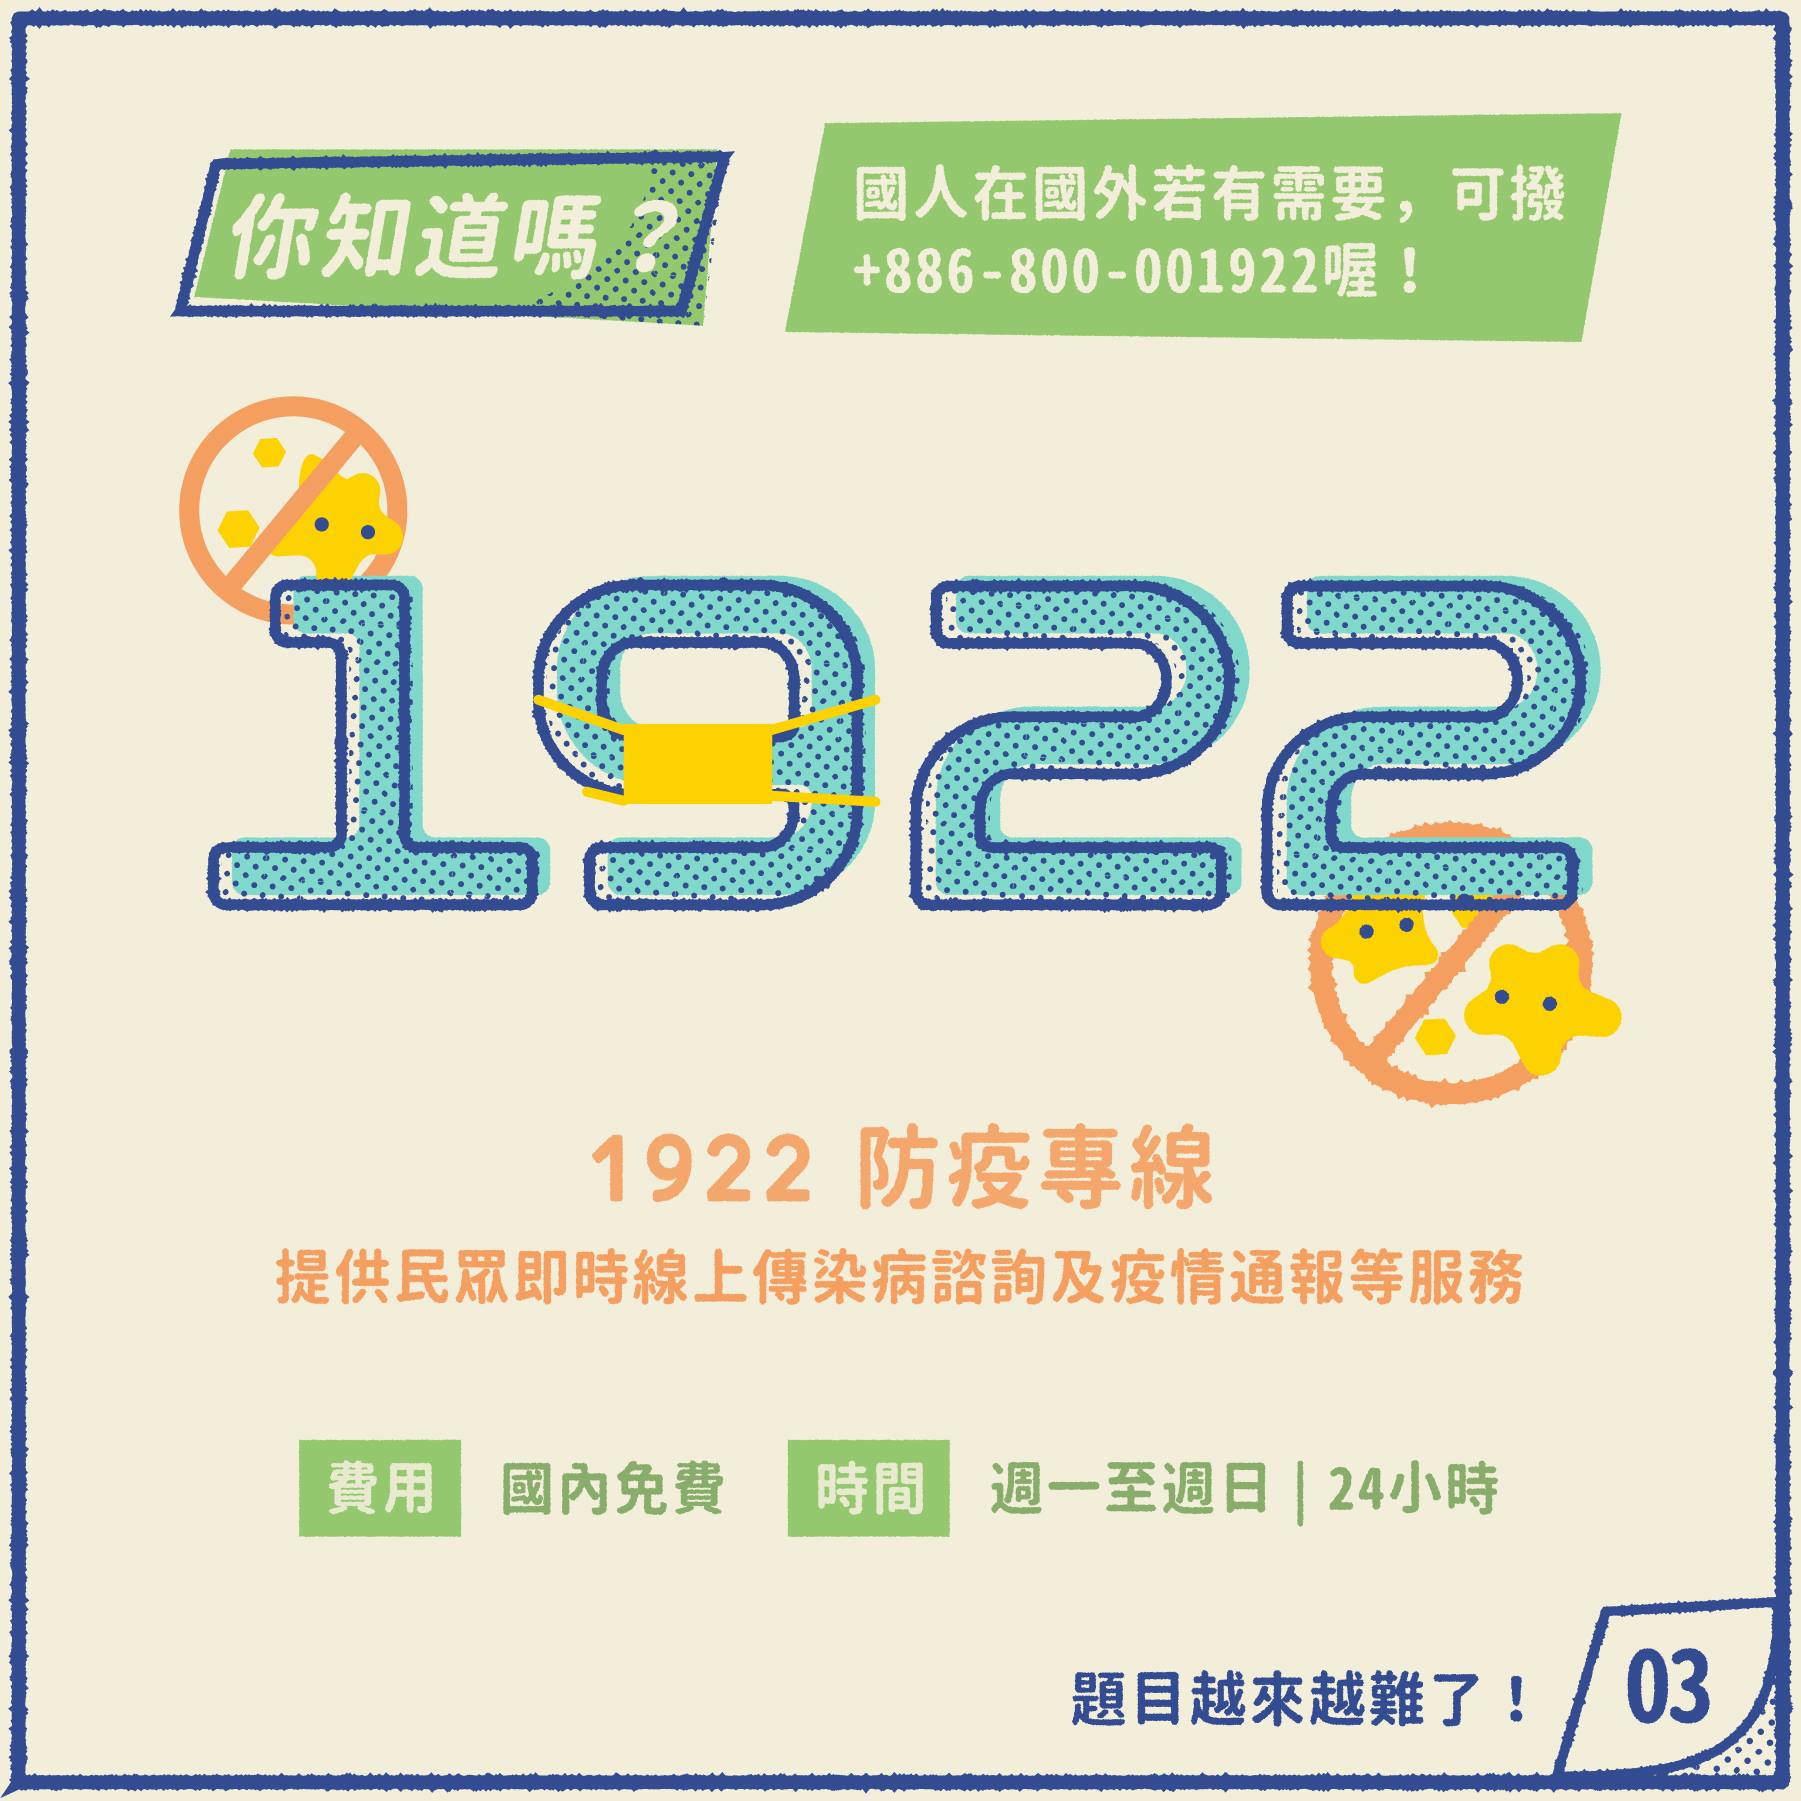 你知道嗎？
國人在國外若有需要，可撥
+886-800-001922喔！
1922
1922 防疫專線
提供民眾即時線上傳染病諮詢及疫情通報等服務
費用 國內免費 時間 週一至週日 | 24小時
題目越來越難了！ 03